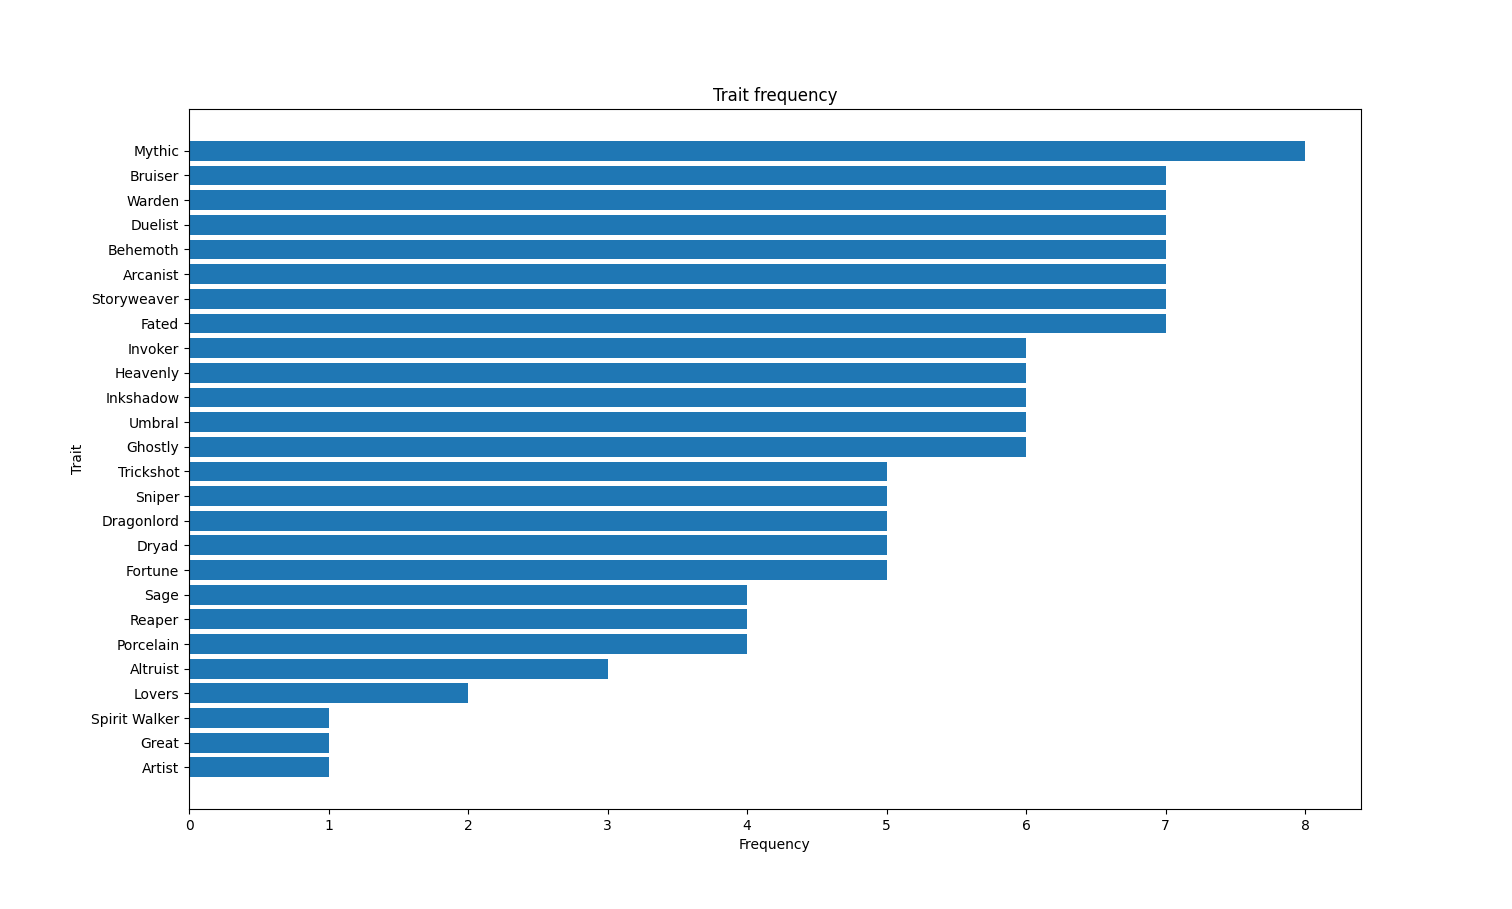 Trait frequency
Mythic
Bruiser
Warden
Duelist
Behemoth
Arcanist
Storyweaver
Fated
Invoker
Heavenly
Inkshadow
Umbral
Ghostly
Trickshot
Sniper
Dragonlord
Dryad
Fortune
Sage
Reaper
Porcelain
Altruist
Lovers
Spirit Walker
Great
Artist
Trait
0 1 2 3 4 5 6 7 8
Frequency